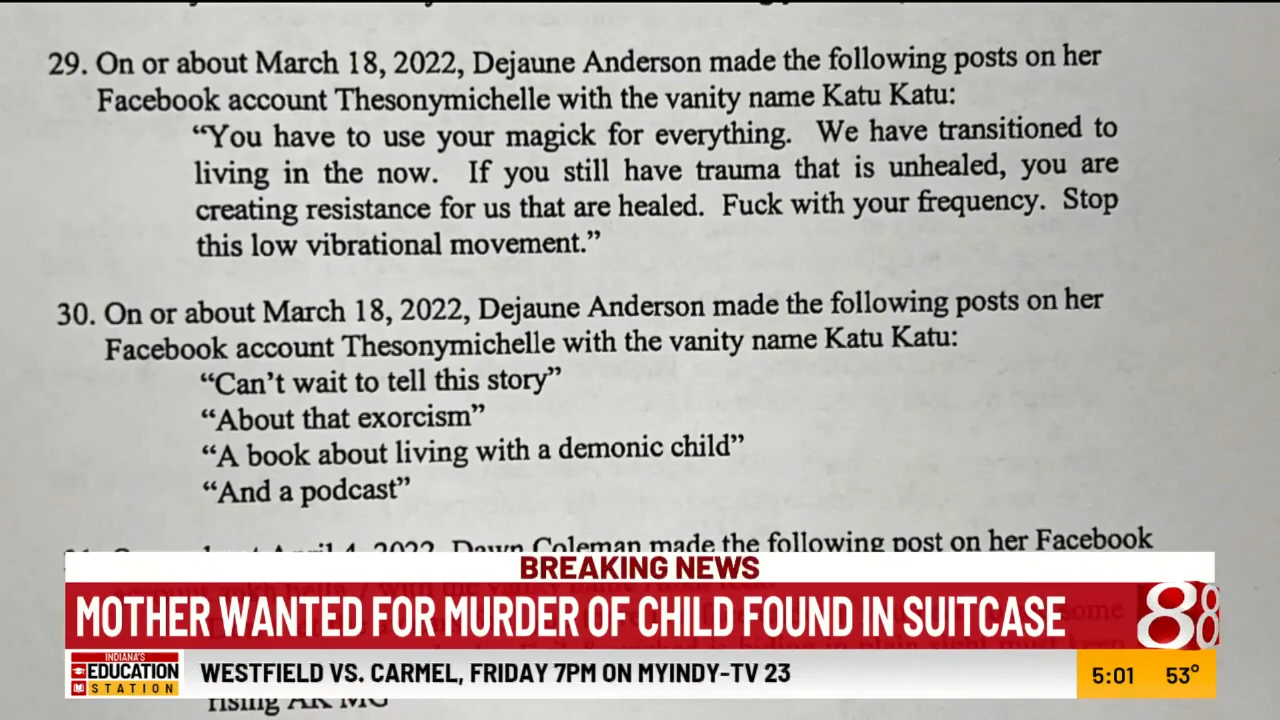 29. On or about March 18, 2022, Dejaune Anderson made the following posts on her
Facebook account Thesonymichelle with the vanity name Katu Katu:
“You have to use your magick for everything. We have transitioned to
living in the now. If you still have trauma that is unhealed, you are
creating resistance for us that are healed. Fuck with your frequency. Stop
this low vibrational movement.”
30. On or about March 18, 2022, Dejaune Anderson made the following posts on her
Facebook account Thesonymichelle with the vanity name Katu Katu:
“Can’t wait to tell this story”
“About that exorcism”
“A book about living with a demonic child”
“And a podcast”
April 4, 2022, Dawn Coleman made the following post on her Facebook
BREAKING NEWS
MOTHER WANTED FOR MURDER OF CHILD FOUND IN SUITCASE
some
8
8
INDIANA'S
EDUCATION
STATION
WESTFIELD VS. CARMEL, FRIDAY 7PM ON MYINDY-TV 23
5:01 53°
rising